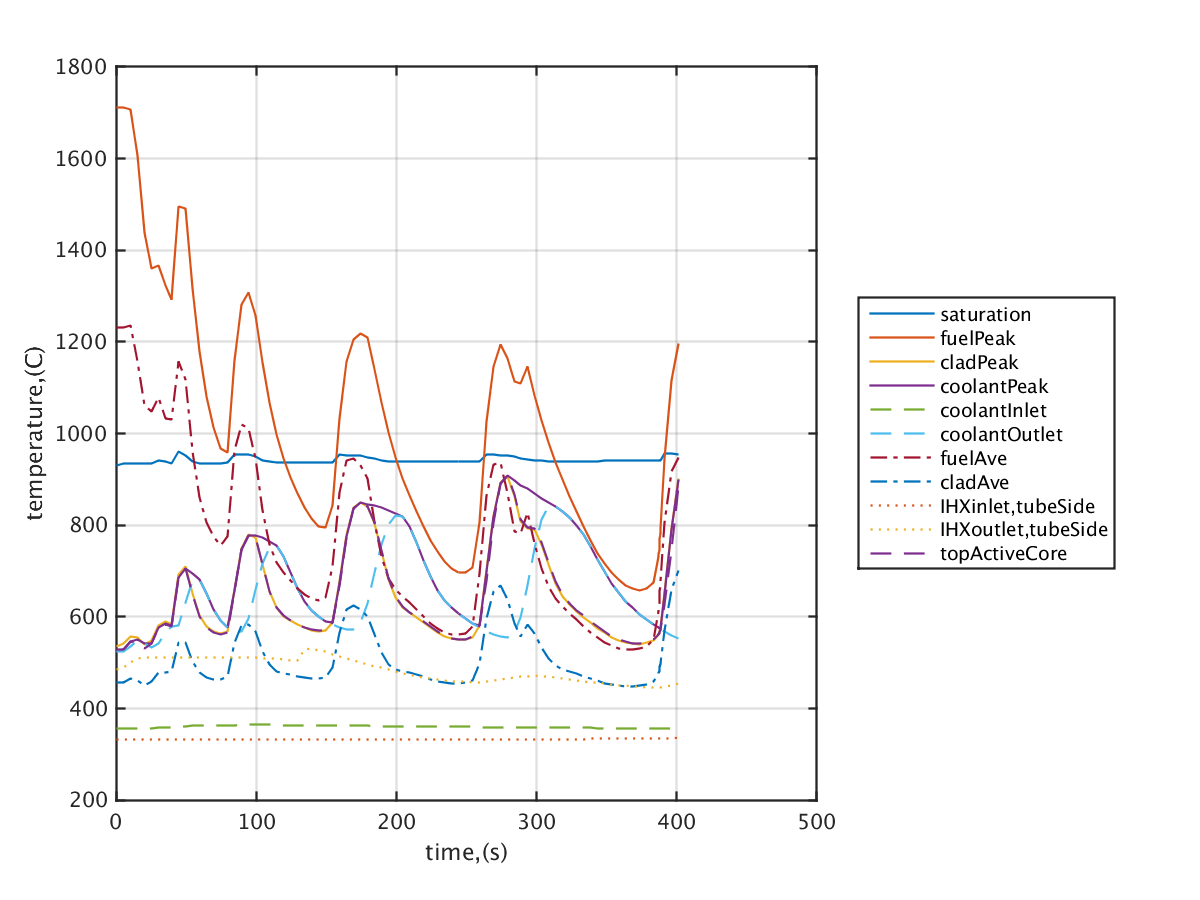 1800
1600
1400
1200
1000
800
600
400
200
temperature,(C)
0 100 200 300 400 500
time,(s)
saturation
fuelPeak
cladPeak
coolantPeak
coolantInlet
coolantOutlet
fuelAve
cladAve
IHXinlet,tubeSide
IHXoutlet,tubeSide
topActiveCore